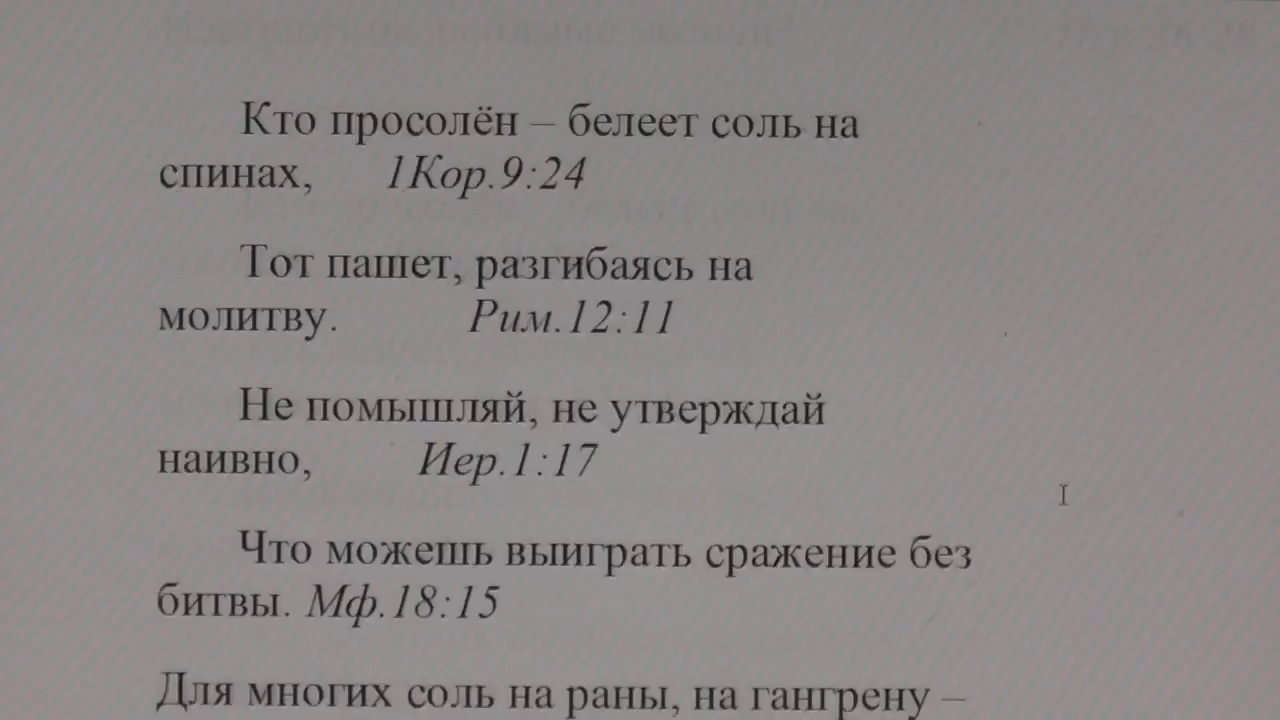 Кто просолён – белеет соль на
спинах, 1Кор.9:24
Тот пашет, разгибаясь на
молитву. Рим.12:11
Не помышляй, не утверждай
наивно, Иер.1:17
Что можешь выиграть сражение без
битвы. Мф.18:15
Для многих соль на раны, на гангрену –